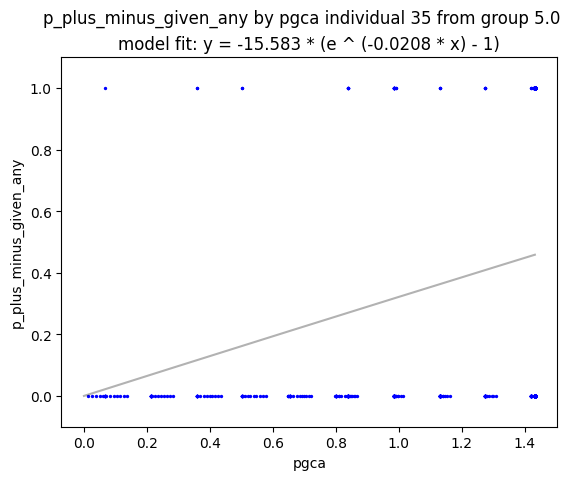 p_plus_minus_given_any by pgca individual 35 from group 5.0
model fit: y = -15.583 * (e ^ (-0.0208 * x) - 1)
1.0
0.8
0.6
0.4
0.2
0.0
p_plus_minus_given_any
0.0 0.2 0.4 0.6 0.8 1.0 1.2 1.4
pgca